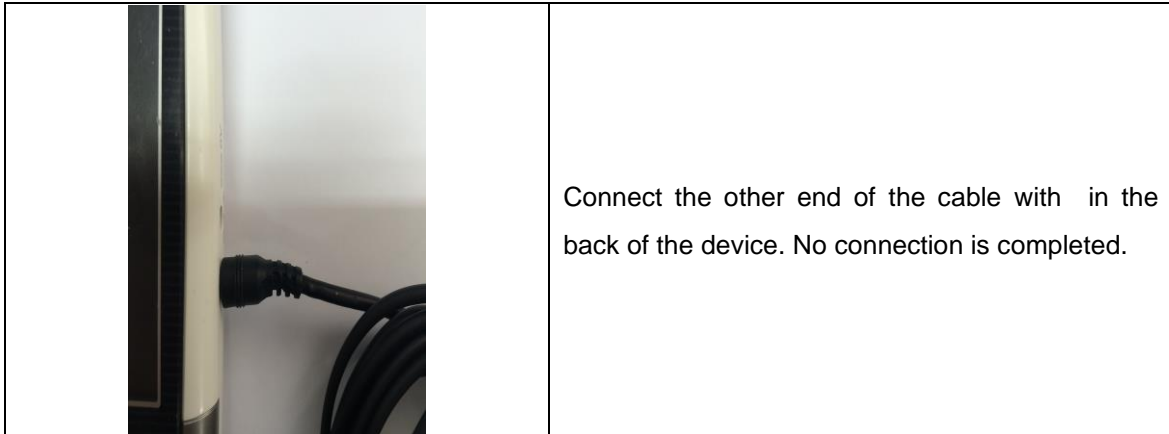 Connect the other end of the cable with in the
back of the device. No connection is completed.